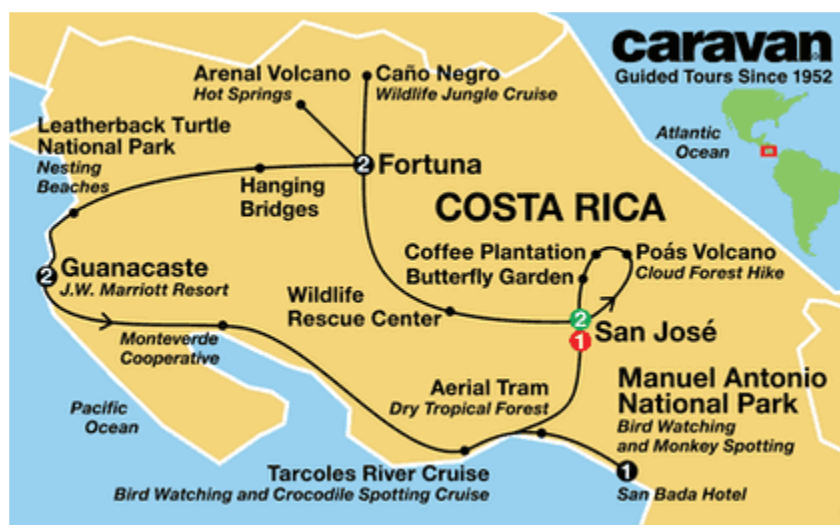 caravan
Guided Tours Since 1952
Arenal Volcano
Hot Springs
Caño Negro
Wildlife Jungle Cruise
Atlantic
Ocean
Leatherback Turtle
National Park
Nesting
Beaches
Hanging
Bridges
2
Fortuna
COSTA RICA
2
Guanacaste
J.W. Marriott Resort
Coffee Plantation
Butterfly Garden
Poás Volcano
Cloud Forest Hike
Wildlife
Rescue Center
2
1
San José
Monteverde
Cooperative
Pacific
Ocean
Aerial Tram
Dry Tropical Forest
Manuel Antonio
National Park
Bird Watching
and Monkey Spotting
1
San Bada Hotel
Tarcoles River Cruise
Bird Watching and Crocodile Spotting Cruise